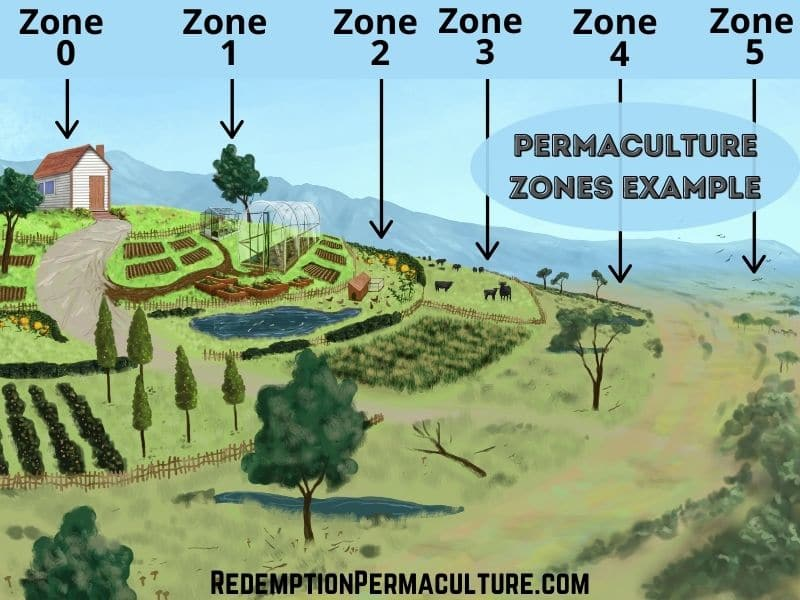 Zone 0
Zone 1
Zone 2
Zone 3
Zone 4
Zone 5
PERMACULTURE
ZONES EXAMPLE
REDEMPTIONPERMACULTURE.COM